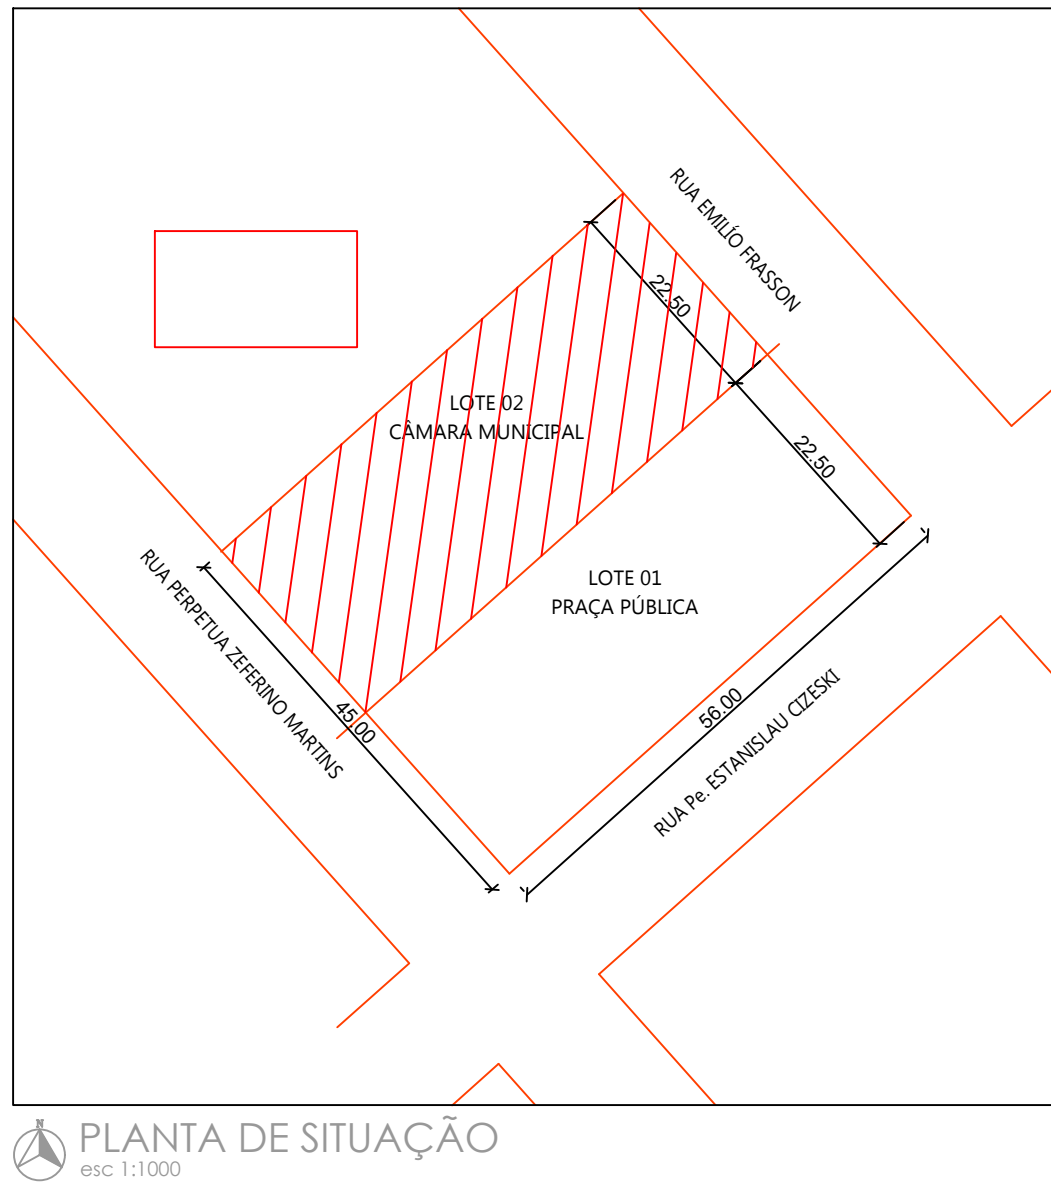 RUA EMILÍO FRASSON
22.50
LOTE 02
CÂMARA MUNICIPAL
22.50
LOTE 01
PRAÇA PÚBLICA
RUA PERPETUA ZEFERINO MARTINS
45.00
56.00
RUA Pe. ESTANISLAU CIZESKI
N
PLANTA DE SITUAÇÃO
esc 1:1000